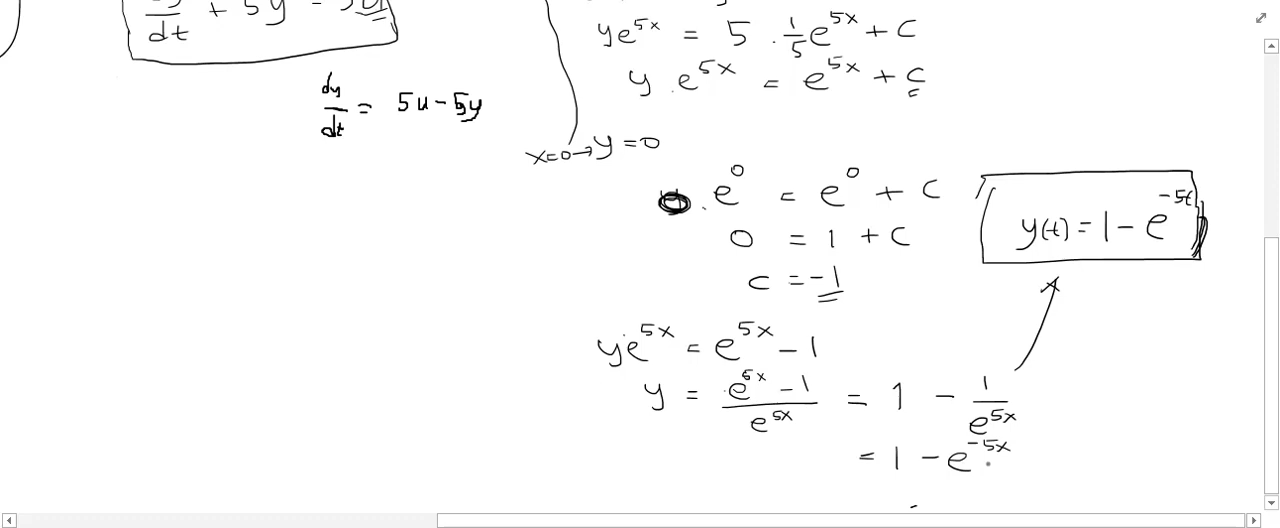 dy/dt + 5y = 5u
dy/dt = 5u - 5y
ye^5x = 5 . 1/5 e^5x + C
y . e^5x = e^5x + C
x=0→y=0
. e^0 = e^0 + C
0 = 1 + C
C = -1
ye^5x = e^5x - 1
y = e^5x - 1 / e^5x = 1 - 1/e^5x
= 1 - e^-5x
y(t) = 1 - e^-5t